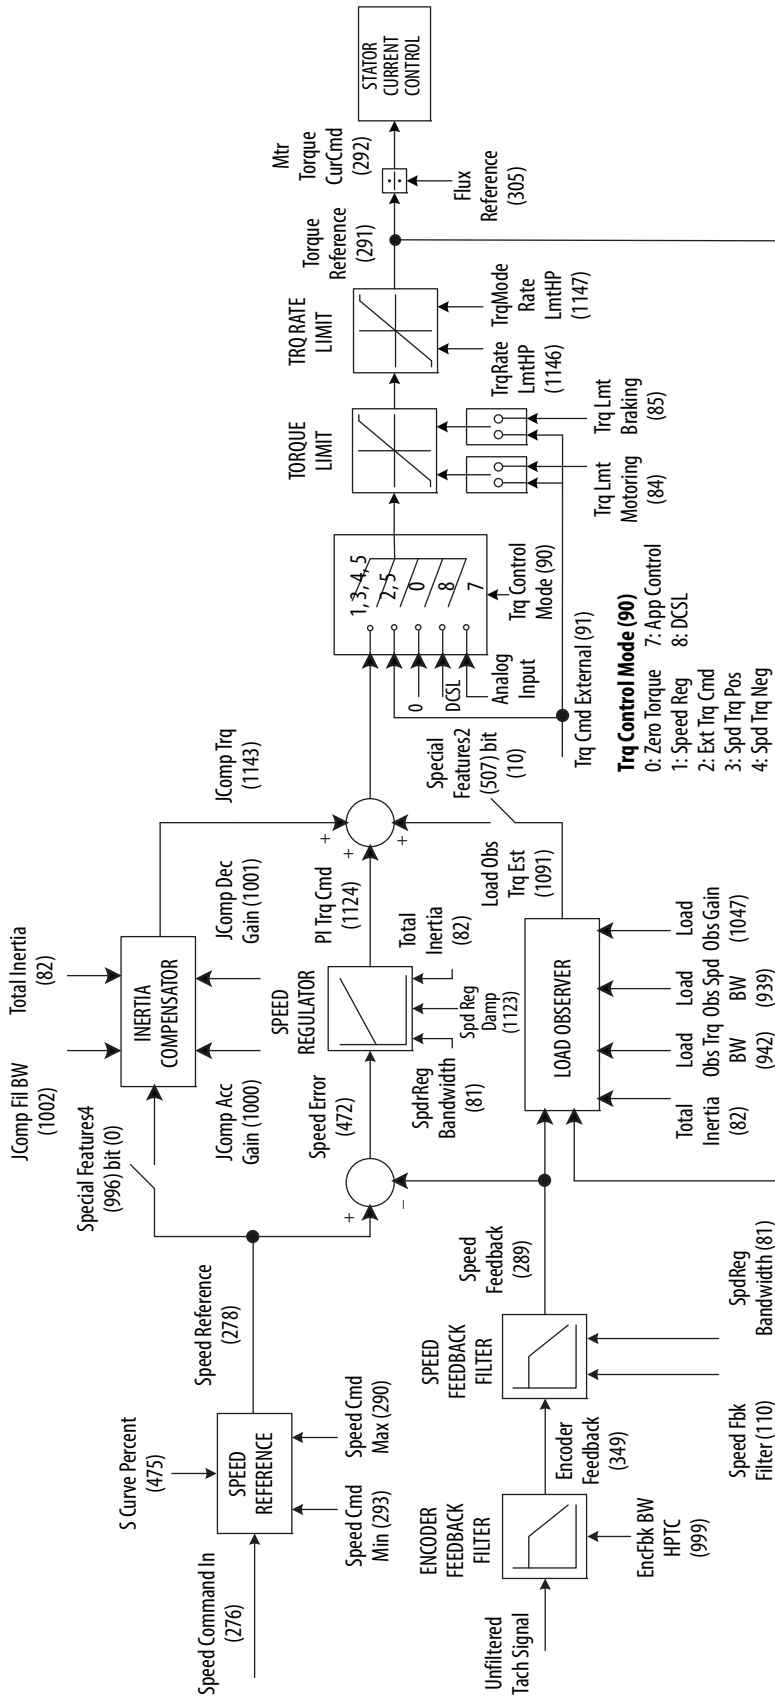 Speed Command In
(276)
S Curve Percent
(475)
SPEED
REFERENCE
Speed Cmd
Min (293)
Speed Cmd
Max (290)
Speed Reference
(278)
Special Features4
(996) bit (0)
JComp Fil BW
(1002)
Total Inertia
(82)
INERTIA
COMPENSATOR
JComp Acc
Gain (1000)
JComp Dec
Gain (1001)
JComp Trq
(1143)
+
-
Speed Error
(472)
SPEED
REGULATOR
SpdrReg
Bandwidth
(81)
Spd Reg
Damp
(1123)
Total
Inertia
(82)
PI Trq Cmd
(1124)
+
+
+
Unfiltered
Tach Signal
ENCODER
FEEDBACK
FILTER
EncFbk BW
HPTC
(999)
Encoder
Feedback
(349)
SPEED
FEEDBACK
FILTER
Speed Fbk
Filter (110)
SpdReg
Bandwidth (81)
Speed
Feedback
(289)
LOAD OBSERVER
Total
Inertia
(82)
Load
Obs Trq
BW
(942)
Load
Obs Spd
BW
(939)
Load
Obs Gain
(1047)
Load Obs
Trq Est
(1091)
Special
Features2
(507) bit
(10)
0
DCSL
Analog
Input
1, 3, 4, 5
2, 5
0
8
7
Trq Control
Mode (90)
Trq Cmd External (91)
TORQUE
LIMIT
Trq Lmt
Motoring
(84)
Trq Lmt
Braking
(85)
TRQ RATE
LIMIT
TrqRate
LmtHP
(1146)
TrqMode
Rate
LmtHP
(1147)
Torque
Reference
(291)
Mtr
Torque
CurCmd
(292)
÷
Flux
Reference
(305)
STATOR
CURRENT
CONTROL
Trq Control Mode (90)
0: Zero Torque 7: App Control
1: Speed Reg 8: DCSL
2: Ext Trq Cmd
3: Spd Trq Pos
4: Spd Trq Neg